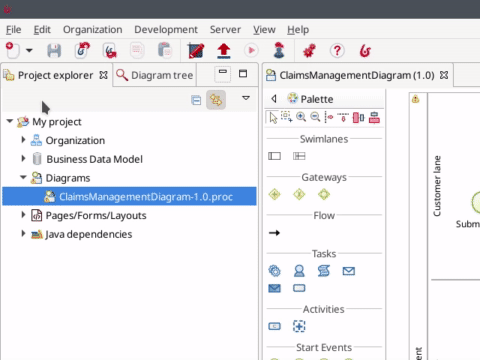 File Edit Organization Development Server View Help
Project explorer
Diagram tree
ClaimsManagementDiagram (1.0)
My project
Organization
Business Data Model
Diagrams
ClaimsManagementDiagram-1.0.proc
Pages/Forms/Layouts
Java dependencies
Palette
Swimlanes
Gateways
Flow
Tasks
Activities
Start Events
Customer lane
Subm